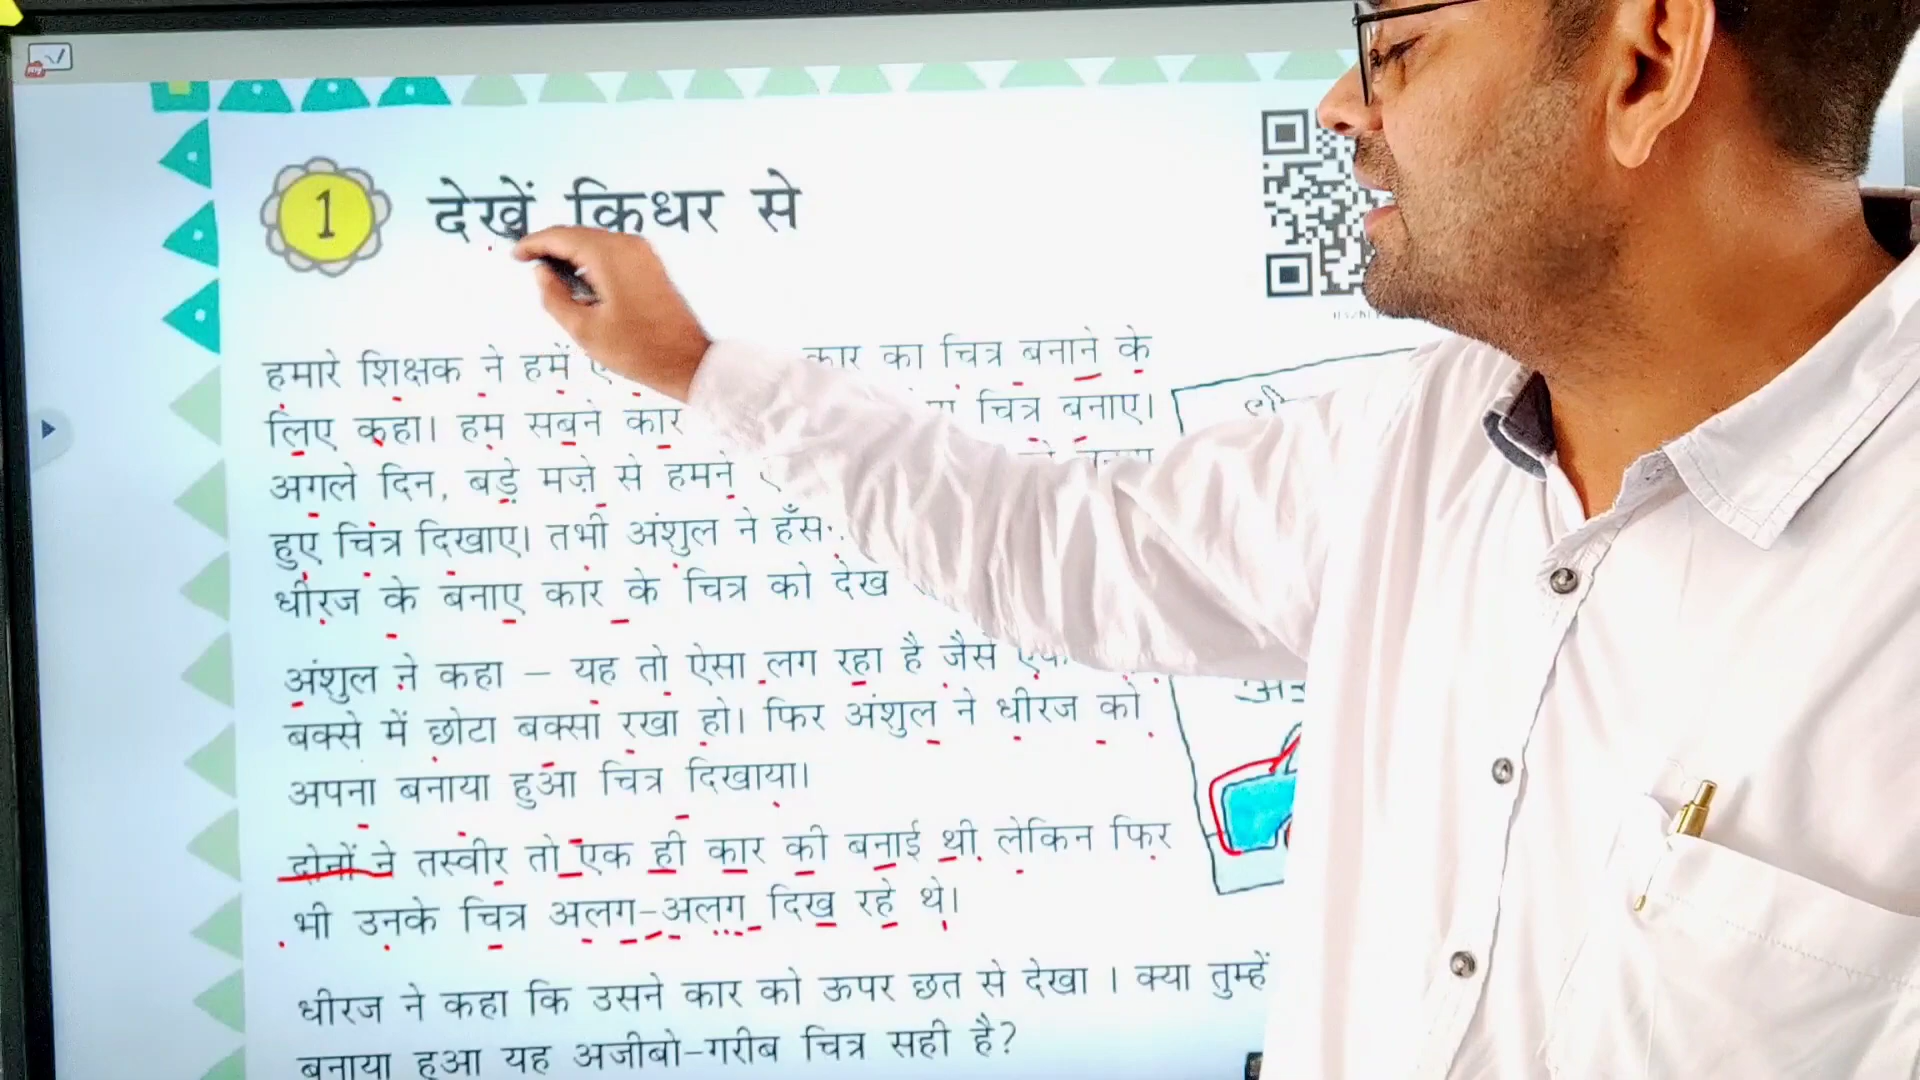 1 देखें किधर से
हमारे शिक्षक ने हमें कार का चित्र बनाने के
लिए कहा। हम सबने कार चित्र बनाए।
अगले दिन, बड़े मज़े से हमने
हुए चित्र दिखाए। तभी अंशुल ने
धीरज के बनाए कार के चित्र को देख
अंशुल ने कहा – यह तो ऐसा लग रहा है जैसे
बक्से में छोटा बक्सा रखा हो। फिर अंशुल ने धीरज को
अपना बनाया हुआ चित्र दिखाया।
दोनों ने तस्वीर तो एक ही कार की बनाई थी लेकिन फिर
भी उनके चित्र अलग-अलग दिख रहे थे।
धीरज ने कहा कि उसने कार को ऊपर छत से देखा । क्या तुम्हें
बनाया हुआ यह अजीबो-गरीब चित्र सही है?